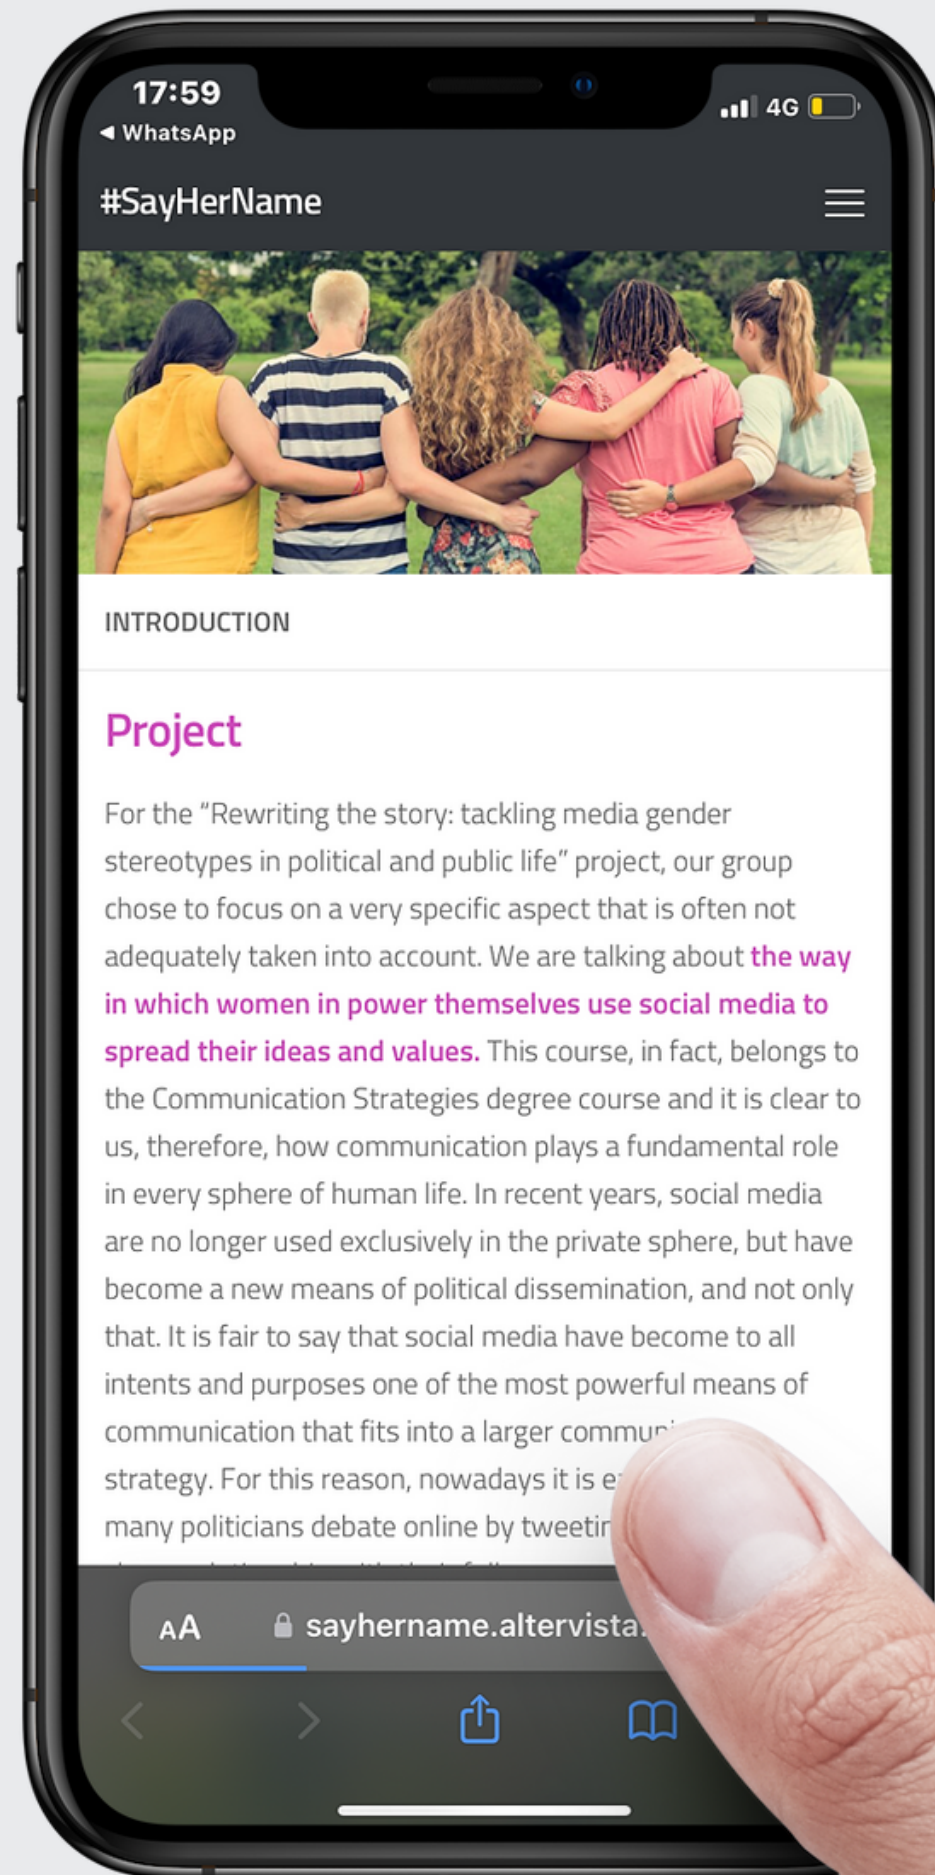 17:59
4G
◀ WhatsApp
#SayHerName
INTRODUCTION
Project
For the “Rewriting the story: tackling media gender
stereotypes in political and public life” project, our group
chose to focus on a very specific aspect that is often not
adequately taken into account. We are talking about the way
in which women in power themselves use social media to
spread their ideas and values. This course, in fact, belongs to
the Communication Strategies degree course and it is clear to
us, therefore, how communication plays a fundamental role
in every sphere of human life. In recent years, social media
are no longer used exclusively in the private sphere, but have
become a new means of political dissemination, and not only
that. It is fair to say that social media have become to all
intents and purposes one of the most powerful means of
communication that fits into a larger
strategy. For this reason, nowadays it is
many politicians debate online by
AA sayhername.altervista.